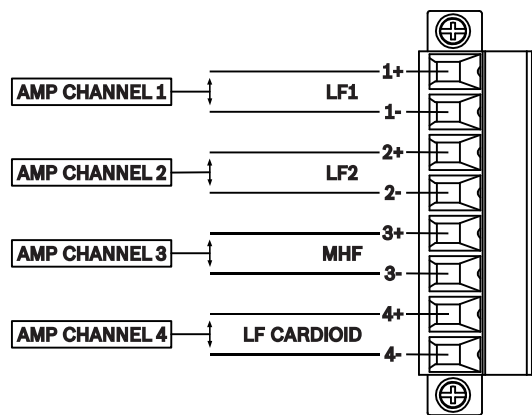 1+
AMP CHANNEL 1
LF1
1-
2+
AMP CHANNEL 2
LF2
2-
3+
AMP CHANNEL 3
MHF
3-
4+
AMP CHANNEL 4
LF CARDIOID
4-